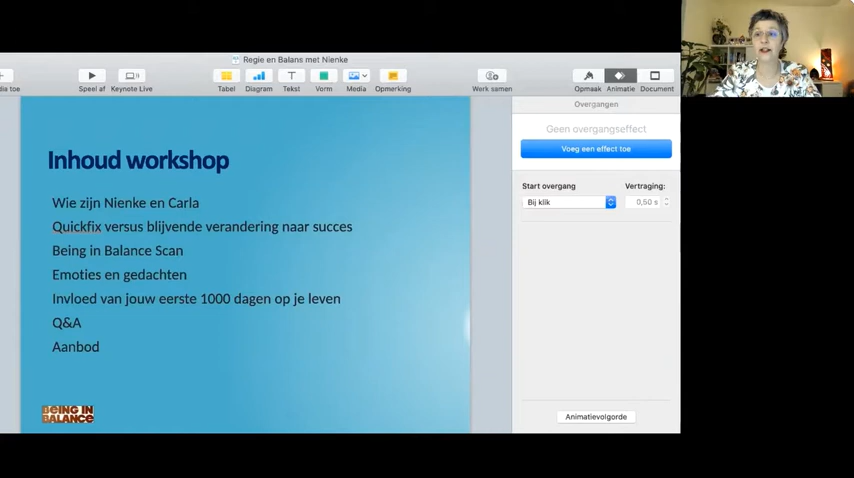 Regie en Balans met Nienke
dia toe
Speel af
Keynote Live
Tabel
Diagram
Tekst
Vorm
Media
Opmerking
Werk samen
Opmaak
Animatie
Document
Overgangen
Geen overgangseffect
Voeg een effect toe
Start overgang
Vertraging:
Bij klik
0,50 s
Inhoud workshop
Wie zijn Nienke en Carla
Quickfix versus blijvende verandering naar succes
Being in Balance Scan
Emoties en gedachten
Invloed van jouw eerste 1000 dagen op je leven
Q&A
Aanbod
BEING IN
BALANCE
Animatievolgorde